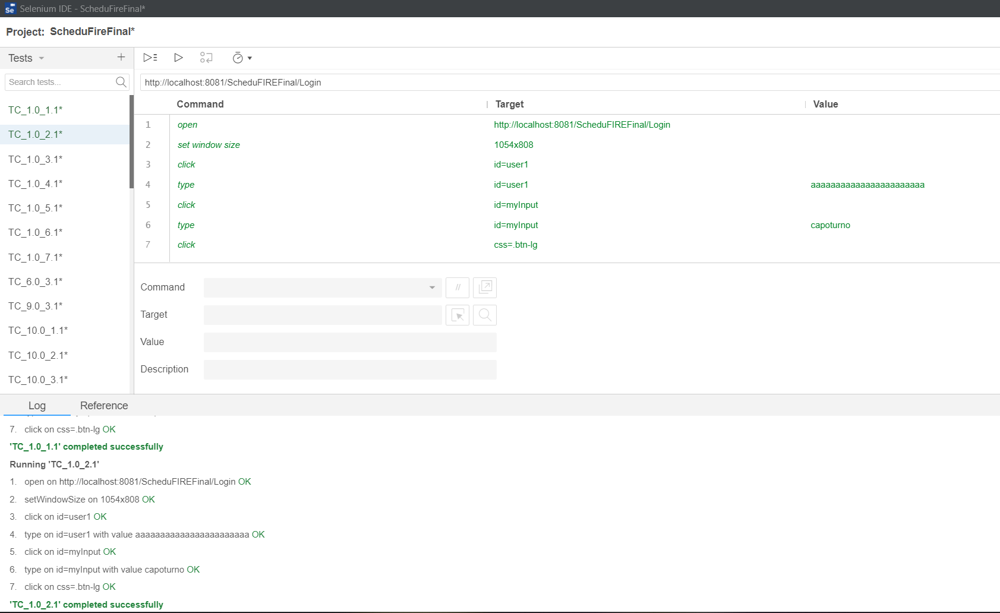 Selenium IDE - ScheduFireFinal*
Project: ScheduFireFinal*
Tests
Search tests...
TC_1.0_1.1*
TC_1.0_2.1*
TC_1.0_3.1*
TC_1.0_4.1*
TC_1.0_5.1*
TC_1.0_6.1*
TC_1.0_7.1*
TC_6.0_3.1*
TC_9.0_3.1*
TC_10.0_1.1*
TC_10.0_2.1*
TC_10.0_3.1*
http://localhost:8081/ScheduFIREFinal/Login
Command Target Value
1 open http://localhost:8081/ScheduFIREFinal/Login
2 set window size 1054x808
3 click id=user1
4 type id=user1 aaaaaaaaaaaaaaaaaaaaaaa
5 click id=myInput
6 type id=myInput capoturno
7 click css=.btn-lg
Command //
Target
Value
Description
Log Reference
7. click on css=.btn-lg OK
'TC_1.0_1.1' completed successfully
Running 'TC_1.0_2.1'
1. open on http://localhost:8081/ScheduFIREFinal/Login OK
2. setWindowSize on 1054x808 OK
3. click on id=user1 OK
4. type on id=user1 with value aaaaaaaaaaaaaaaaaaaaaaa OK
5. click on id=myInput OK
6. type on id=myInput with value capoturno OK
7. click on css=.btn-lg OK
'TC_1.0_2.1' completed successfully